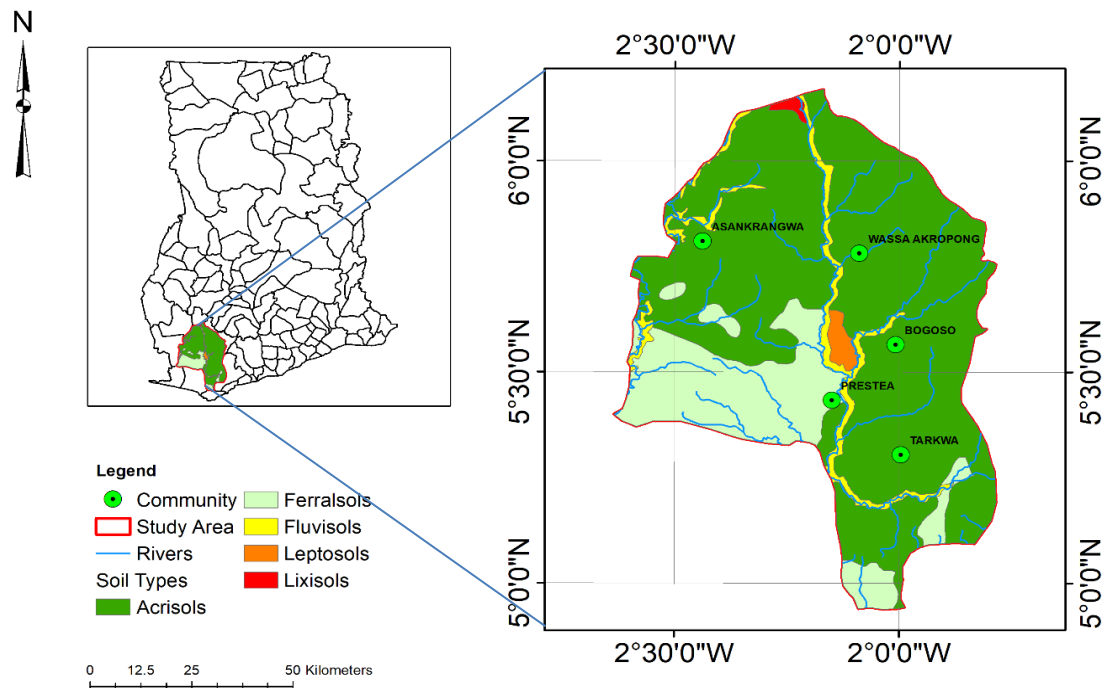 N
2°30'0"W
2°0'0"W
6°0'0"N
6°0'0"N
ASANKRANGWA
WASSA AKROPONG
BOGOSO
5°30'0"N
5°30'0"N
PRESTEA
TARKWA
5°0'0"N
5°0'0"N
2°30'0"W
2°0'0"W
Legend
Community
Study Area
Rivers
Soil Types
Acrisols
Ferralsols
Fluvisols
Leptosols
Lixisols
0 12.5 25 50 Kilometers